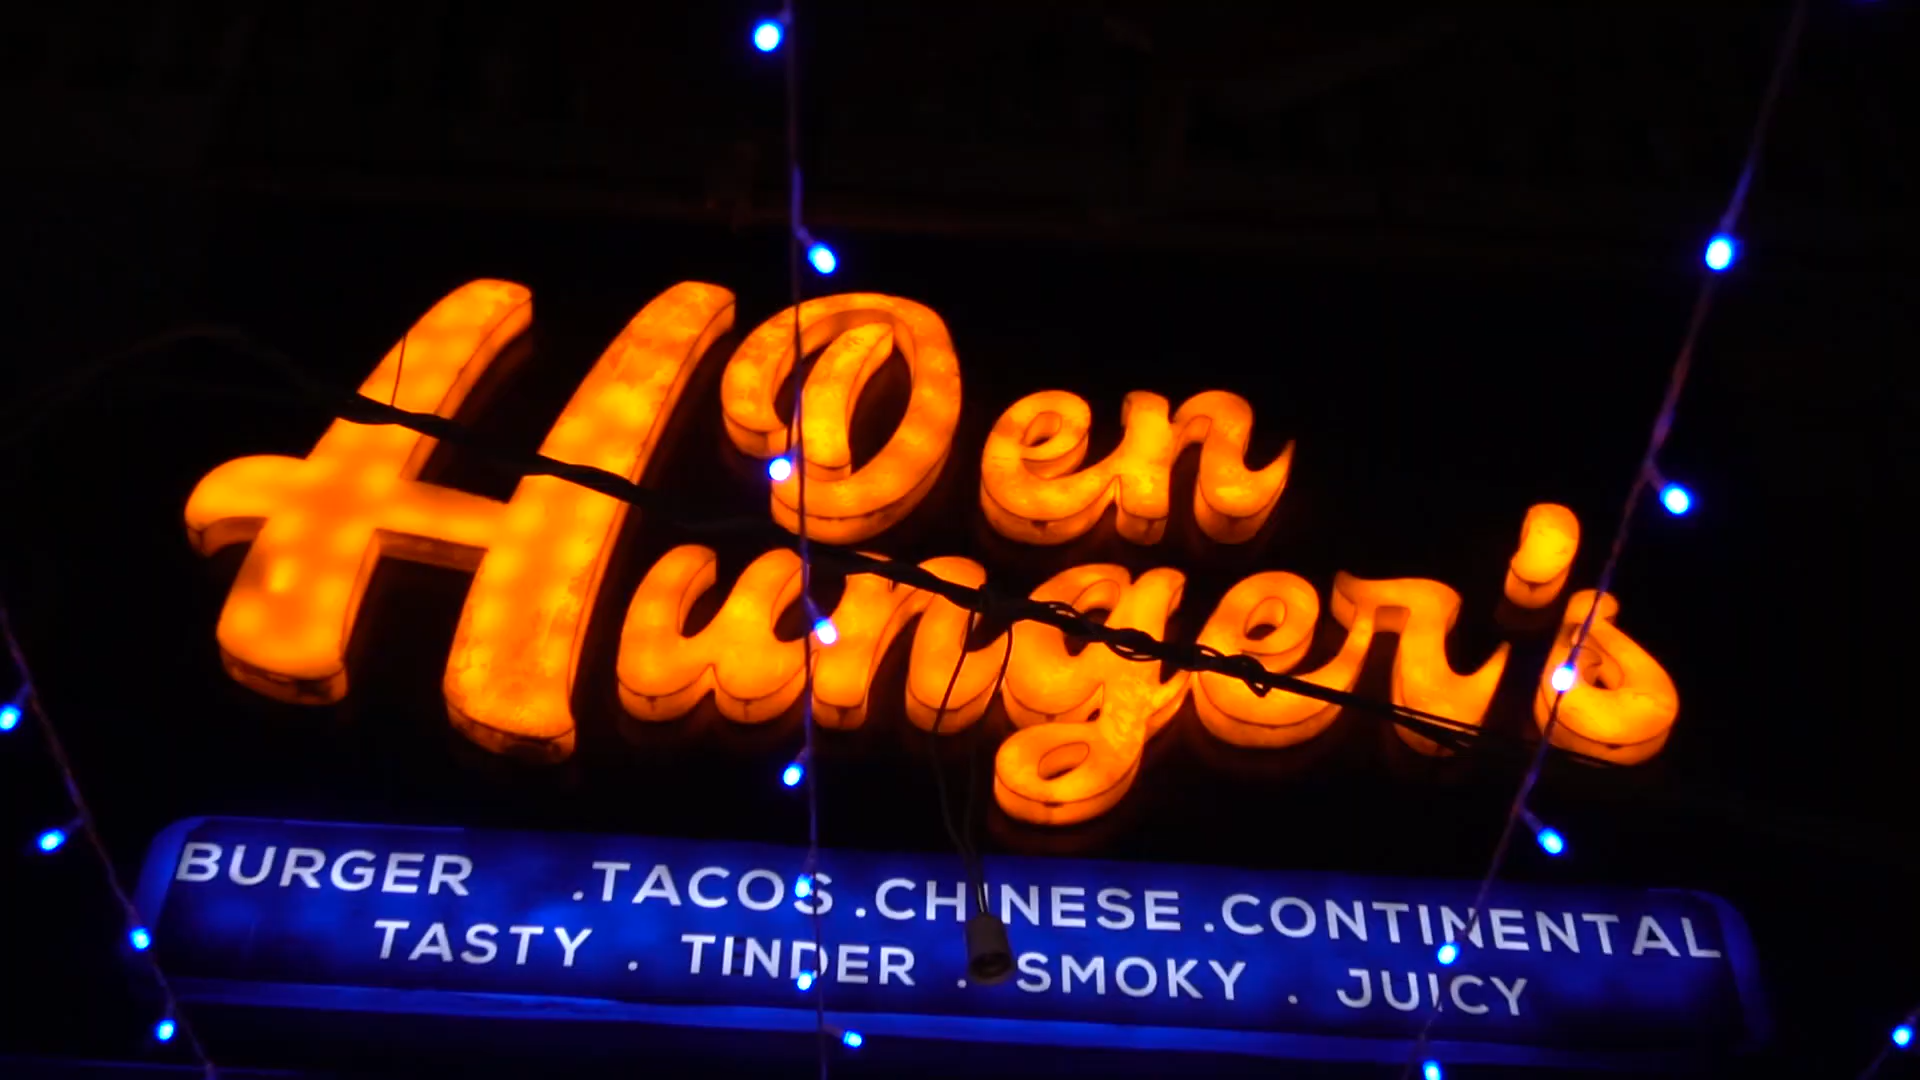 Den
Hunger's
BURGER .TACOS .CHINESE .CONTINENTAL
TASTY . TINDER . SMOKY . JUICY